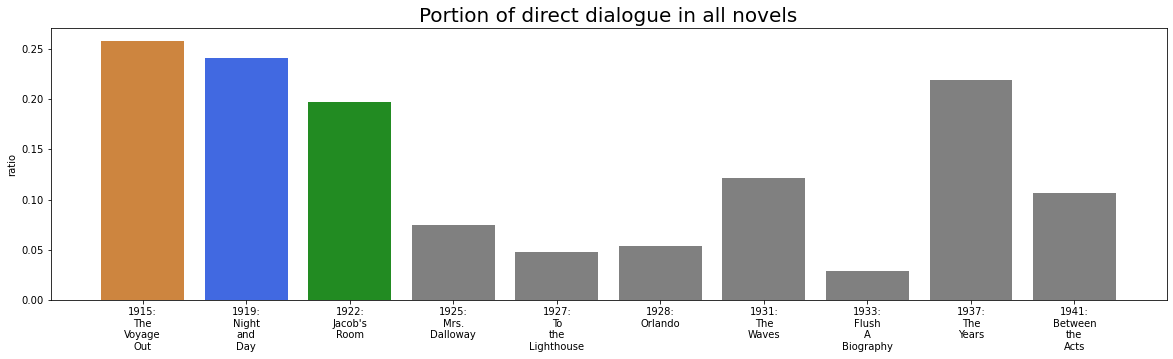 Portion of direct dialogue in all novels
0.25
0.20
0.15
0.10
0.05
0.00
ratio
1915:
The
Voyage
Out
1919:
Night
and
Day
1922:
Jacob's
Room
1925:
Mrs.
Dalloway
1927:
To
the
Lighthouse
1928:
Orlando
1931:
The
Waves
1933:
Flush
A
Biography
1937:
The
Years
1941:
Between
the
Acts